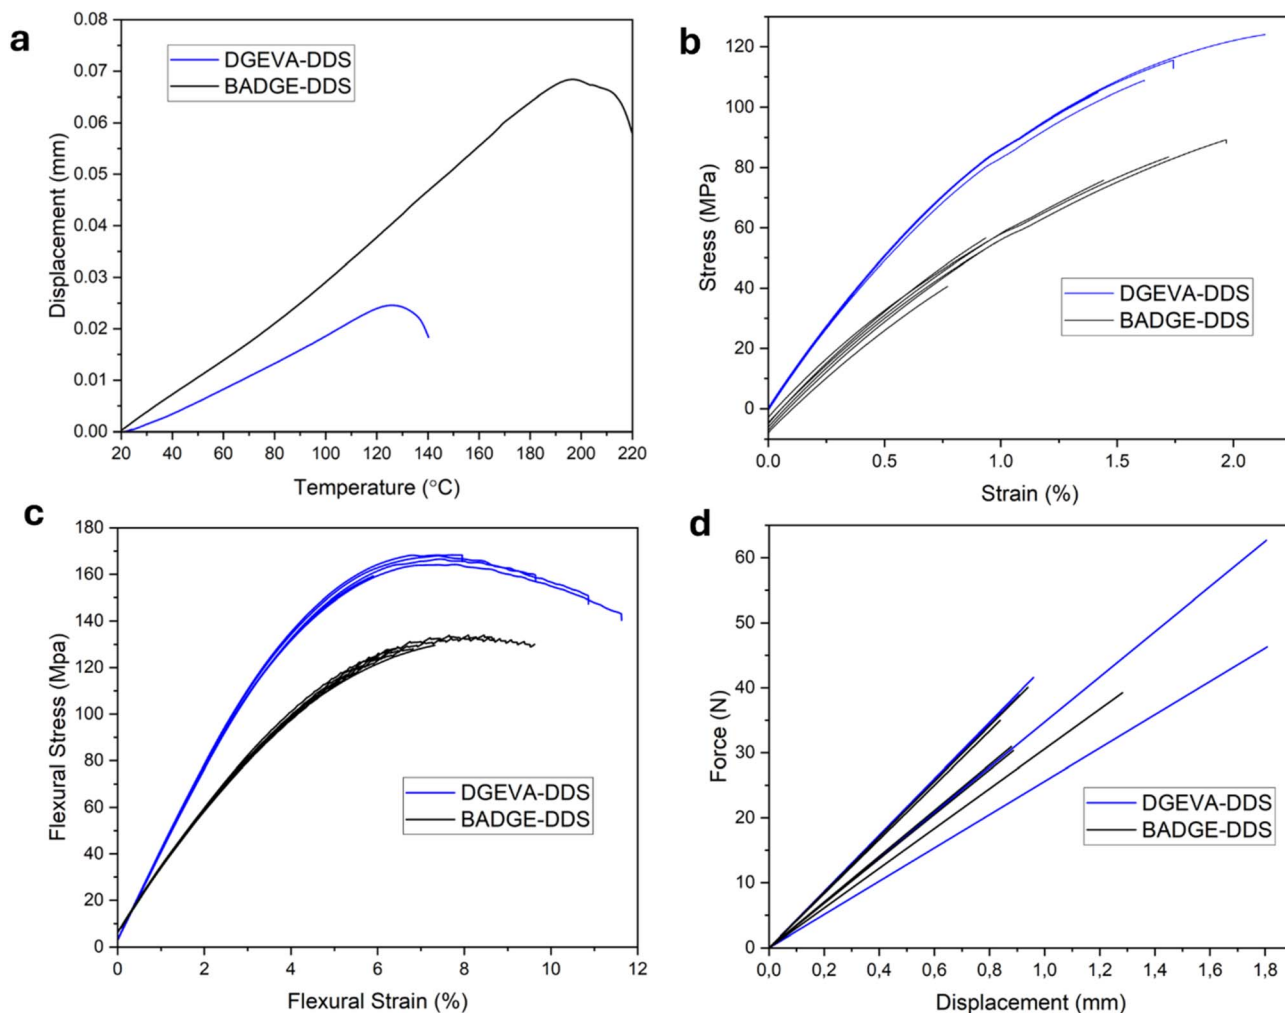 a
0.08
0.07
0.06
0.05
0.04
0.03
0.02
0.01
0.00
Displacement (mm)
DGEVA-DDS
BADGE-DDS
20 40 60 80 100 120 140 160 180 200 220
Temperature (°C)
b
120
100
80
60
40
20
0
Stress (MPa)
DGEVA-DDS
BADGE-DDS
0.0 0.5 1.0 1.5 2.0
Strain (%)
c
180
160
140
120
100
80
60
40
20
0
Flexural Stress (Mpa)
DGEVA-DDS
BADGE-DDS
0 2 4 6 8 10 12
Flexural Strain (%)
d
60
50
40
30
20
10
0
Force (N)
DGEVA-DDS
BADGE-DDS
0,0 0,2 0,4 0,6 0,8 1,0 1,2 1,4 1,6 1,8
Displacement (mm)